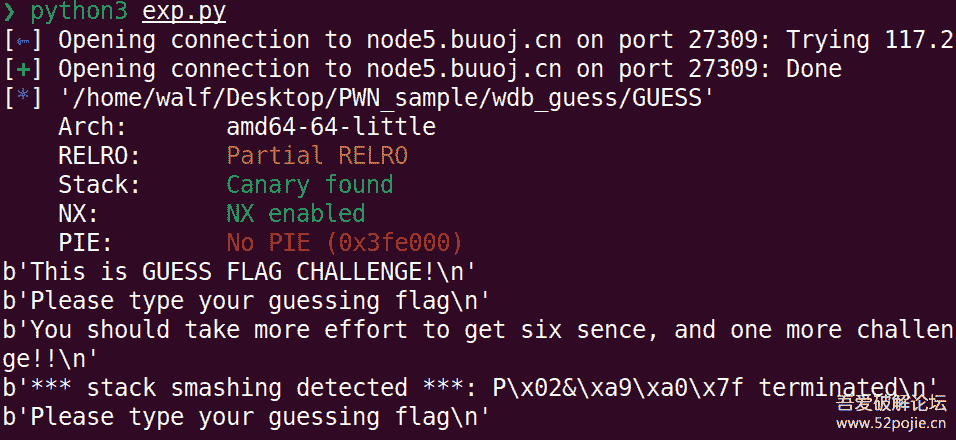 ❯ python3 exp.py
[←] Opening connection to node5.buuoj.cn on port 27309: Trying 117.2
[+] Opening connection to node5.buuoj.cn on port 27309: Done
[*] '/home/walf/Desktop/PWN_sample/wdb_guess/GUESS'
Arch: amd64-64-little
RELRO: Partial RELRO
Stack: Canary found
NX: NX enabled
PIE: No PIE (0x3fe000)
b'This is GUESS FLAG CHALLENGE!\n'
b'Please type your guessing flag\n'
b'You should take more effort to get six sence, and one more challen
ge!!\n'
b'*** stack smashing detected ***: P\x02&\xa9\xa0\x7f terminated\n'
b'Please type your guessing flag\n'
吾爱破解论坛
www.52pojie.cn